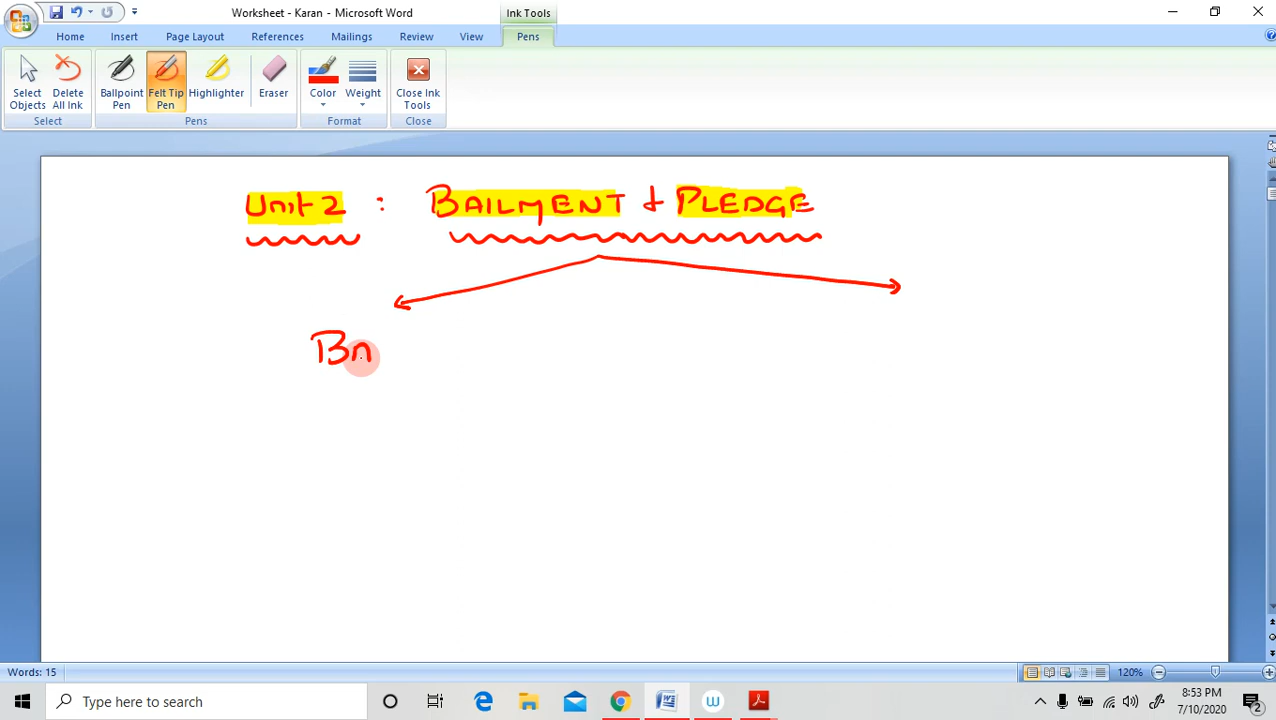 Worksheet - Karan - Microsoft Word
Ink Tools
Home Insert Page Layout References Mailings Review View Pens
Select Objects
Delete All Ink
Ballpoint Pen
Felt Tip Pen
Highlighter
Eraser
Color
Weight
Close Ink Tools
Select Pens Format Close
Unit 2 : BAILMENT & PLEDGE
Words: 15
120%
Type here to search
8:53 PM
7/10/2020
2